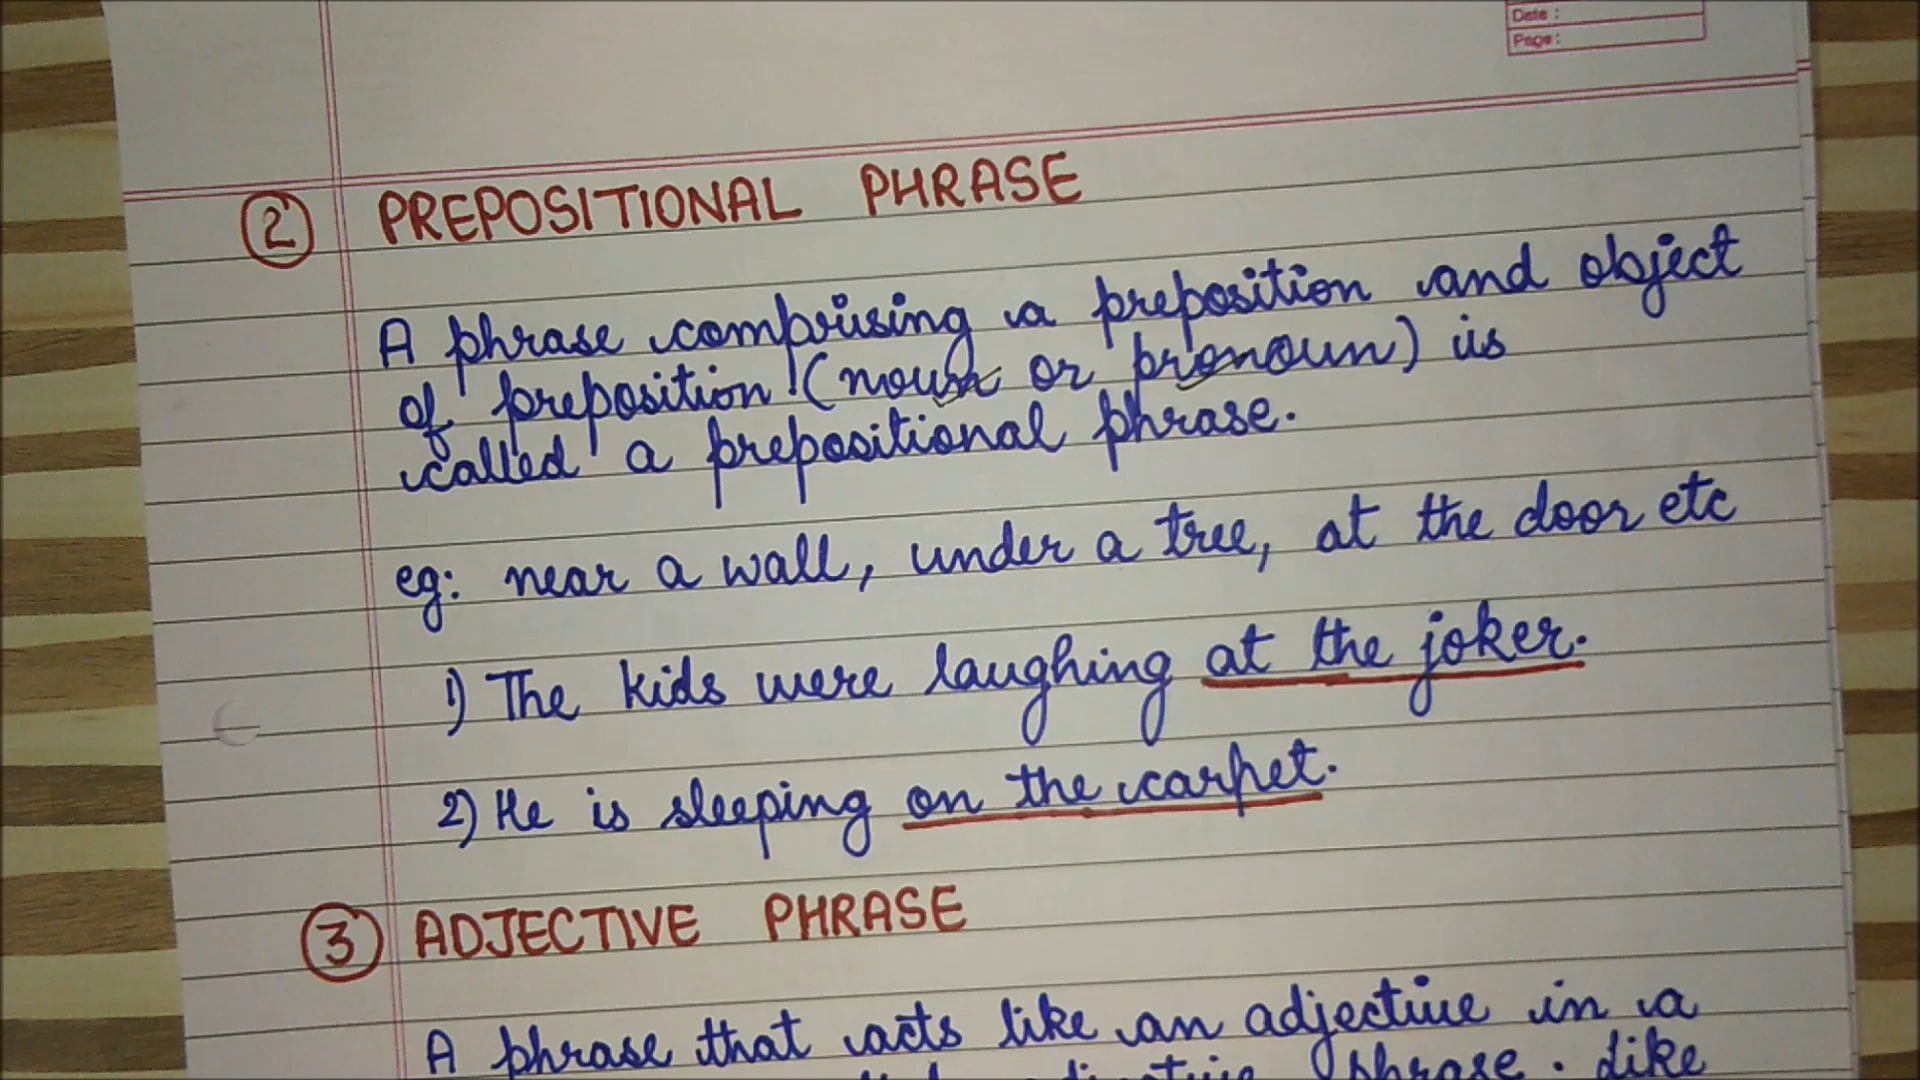 Date :
Page :
2 PREPOSITIONAL PHRASE
A phrase comprising a preposition and object
of preposition (noun or pronoun) is
called a prepositional phrase.
eg: near a wall, under a tree, at the door etc
1) The kids were laughing at the joker.
2) He is sleeping on the carpet.
3 ADJECTIVE PHRASE
A phrase that acts like an adjective in a
phrase. Like